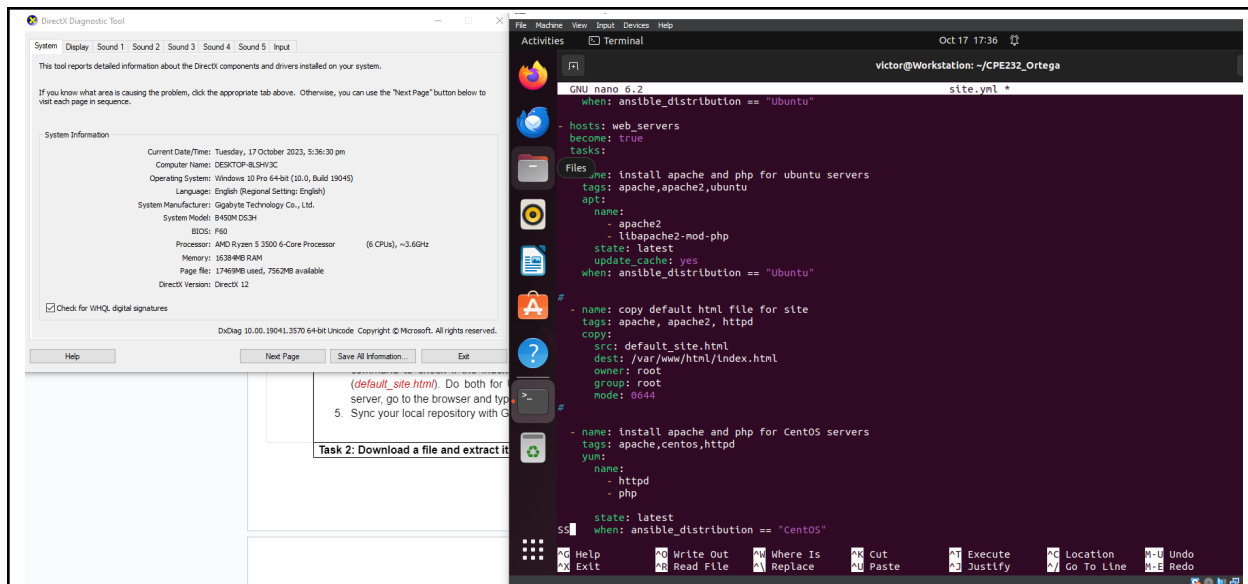 DirectX Diagnostic Tool
System Display Sound 1 Sound 2 Sound 3 Sound 4 Sound 5 Input
This tool reports detailed information about the DirectX components and drivers installed on your system.
If you know what area is causing the problem, click the appropriate tab above. Otherwise, you can use the "Next Page" button below to
visit each page in sequence.
System Information
Current Date/Time: Tuesday, 17 October 2023, 5:36:30 pm
Computer Name: DESKTOP-8LSHV3C
Operating System: Windows 10 Pro 64-bit (10.0, Build 19045)
Language: English (Regional Setting: English)
System Manufacturer: Gigabyte Technology Co., Ltd.
System Model: B450M DS3H
BIOS: F60
Processor: AMD Ryzen 5 3500 6-Core Processor (6 CPUs), ~3.6GHz
Memory: 16384MB RAM
Page file: 17469MB used, 7562MB available
DirectX Version: DirectX 12
Check for WHQL digital signatures
DxDiag 10.00.19041.3570 64-bit Unicode Copyright © Microsoft. All rights reserved.
Help Next Page Save All Information... Exit
(default_site.html). Do both for
server, go to the browser and typ
5. Sync your local repository with G
Task 2: Download a file and extract it
File Machine View Input Devices Help
Activities Terminal Oct 17 17:36
victor@Workstation: ~/CPE232_Ortega
GNU nano 6.2 site.yml *
when: ansible_distribution == "Ubuntu"
- hosts: web_servers
become: true
tasks:
Files
me: install apache and php for ubuntu servers
tags: apache,apache2,ubuntu
apt:
name:
- apache2
- libapache2-mod-php
state: latest
update_cache: yes
when: ansible_distribution == "Ubuntu"
#
- name: copy default html file for site
tags: apache, apache2, httpd
copy:
src: default_site.html
dest: /var/www/html/index.html
owner: root
group: root
mode: 0644
#
- name: install apache and php for CentOS servers
tags: apache,centos,httpd
yum:
name:
- httpd
- php
state: latest
SS when: ansible_distribution == "CentOS"
^G Help ^O Write Out ^W Where Is ^K Cut ^T Execute ^C Location M-U Undo
^X Exit ^R Read File ^\ Replace ^U Paste ^J Justify ^/ Go To Line M-E Redo